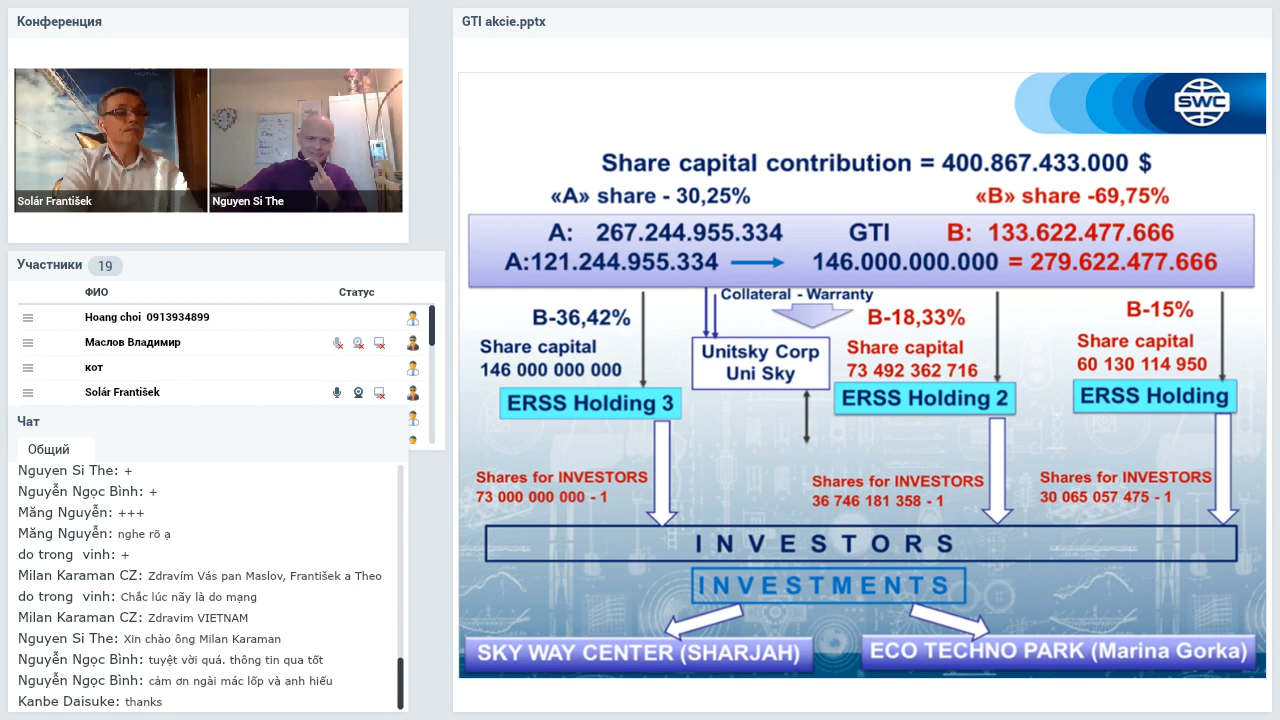 Конференция
Solár František
Nguyen Si The
Участники 19
ФИО Статус
Hoang choi 0913934899
Маслов Владимир
кот
Solár František
Чат
Общий
Nguyen Si The: +
Nguyễn Ngọc Bình: +
Măng Nguyễn: +++
Măng Nguyễn: nghe rõ ạ
do trong vinh: +
Milan Karaman CZ: Zdravím Vás pan Maslov, František a Theo
do trong vinh: Chắc lúc nãy là do mạng
Milan Karaman CZ: Zdravim VIETNAM
Nguyen Si The: Xin chào ông Milan Karaman
Nguyễn Ngọc Bình: tuyệt vời quá. thông tin qua tốt
Nguyễn Ngọc Bình: cảm ơn ngài mác lốp và anh hiếu
Kanbe Daisuke: thanks
GTI akcie.pptx
SWC
Share capital contribution = 400.867.433.000 $
«A» share - 30,25% «B» share -69,75%
A: 267.244.955.334 GTI B: 133.622.477.666
A:121.244.955.334 146.000.000.000 = 279.622.477.666
Collateral - Warranty
B-36,42% B-18,33% B-15%
Share capital
146 000 000 000
Unitsky Corp
Uni Sky
Share capital
73 492 362 716
Share capital
60 130 114 950
ERSS Holding 3 ERSS Holding 2 ERSS Holding
Shares for INVESTORS
73 000 000 000 - 1
Shares for INVESTORS
36 746 181 358 - 1
Shares for INVESTORS
30 065 057 475 - 1
INVESTORS
INVESTMENTS
SKY WAY CENTER (SHARJAH) ECO TECHNO PARK (Marina Gorka)